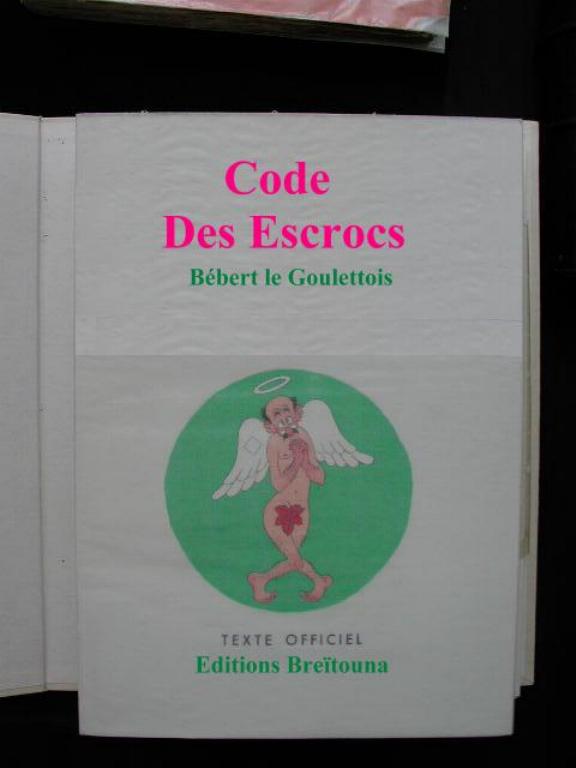 Code
Des Escrocs
Bébert le Goulettois
TEXTE OFFICIEL
Editions Breïtouna